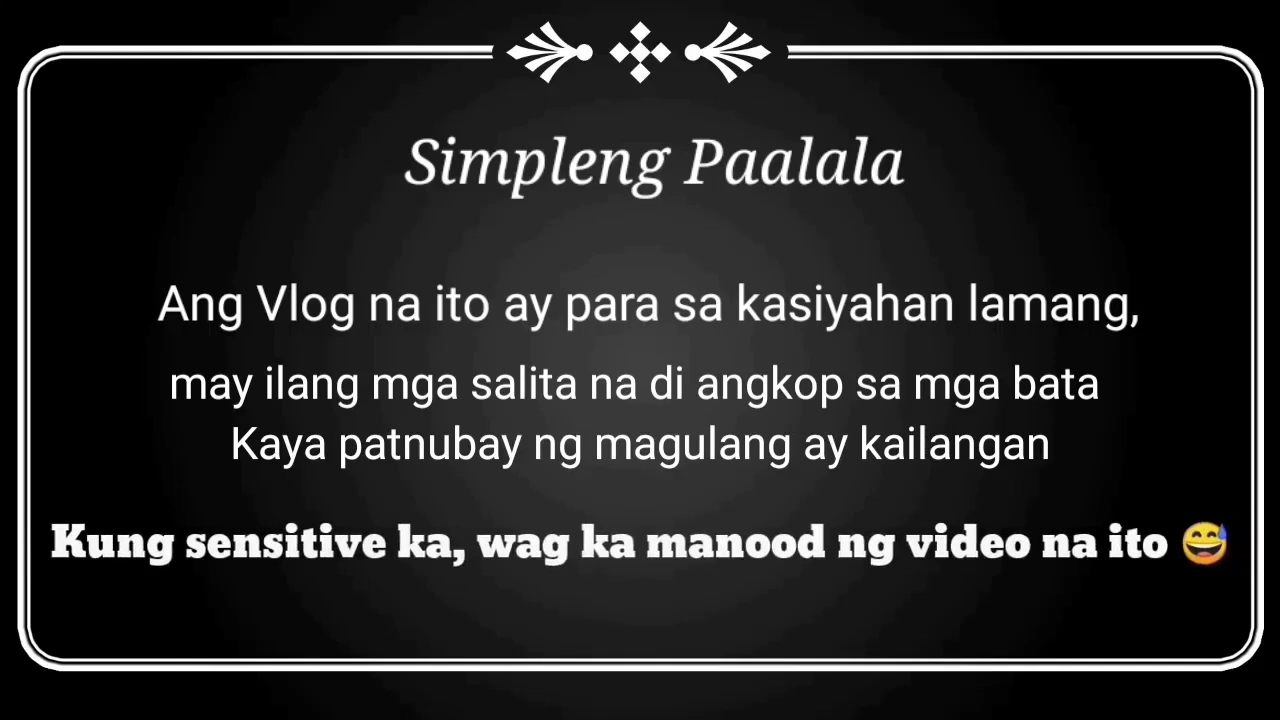 Simpleng Paalala
Ang Vlog na ito ay para sa kasiyahan lamang,
may ilang mga salita na di angkop sa mga bata
Kaya patnubay ng magulang ay kailangan
Kung sensitive ka, wag ka manood ng video na ito 😅